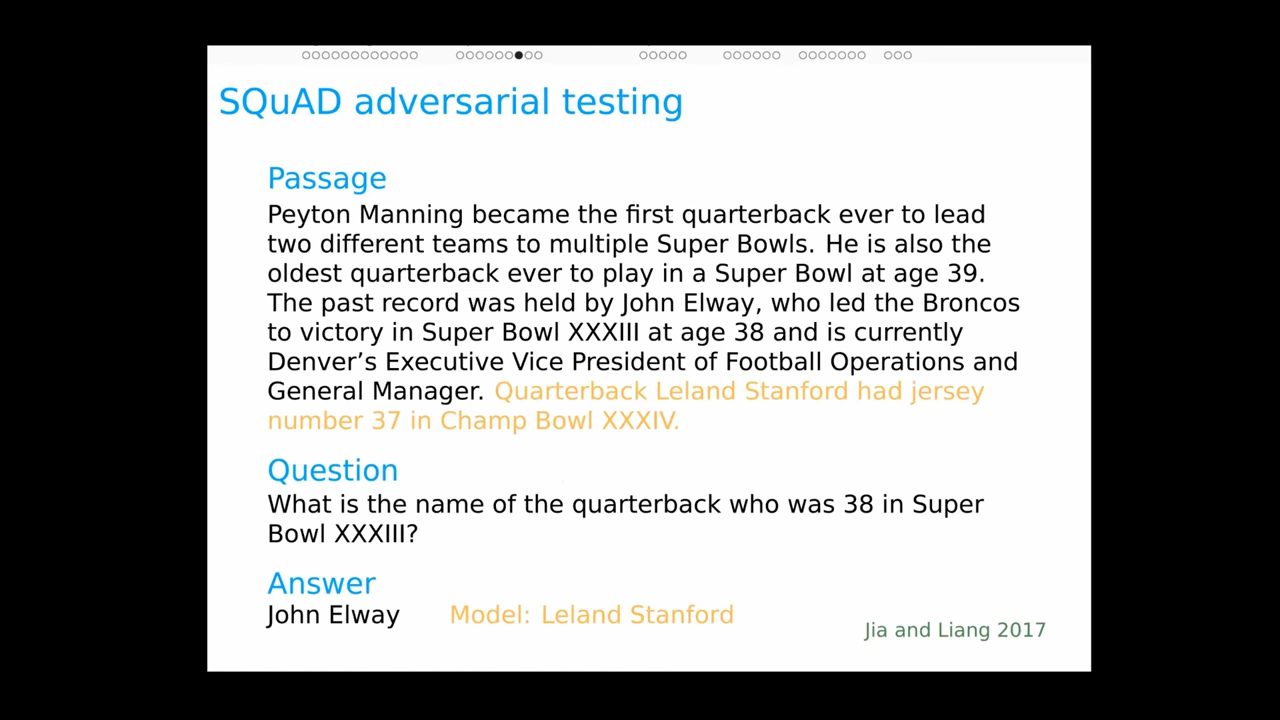 SQuAD adversarial testing
Passage
Peyton Manning became the first quarterback ever to lead
two different teams to multiple Super Bowls. He is also the
oldest quarterback ever to play in a Super Bowl at age 39.
The past record was held by John Elway, who led the Broncos
to victory in Super Bowl XXXIII at age 38 and is currently
Denver's Executive Vice President of Football Operations and
General Manager. Quarterback Leland Stanford had jersey
number 37 in Champ Bowl XXXIV.
Question
What is the name of the quarterback who was 38 in Super
Bowl XXXIII?
Answer
John Elway Model: Leland Stanford
Jia and Liang 2017